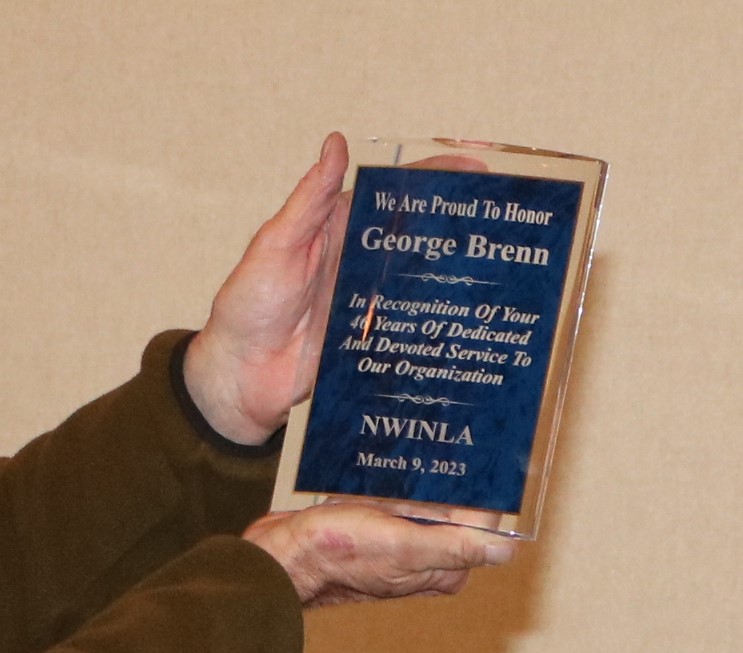 We Are Proud To Honor
George Brenn
In Recognition Of Your
46 Years Of Dedicated
And Devoted Service To
Our Organization
NWINLA
March 9, 2023